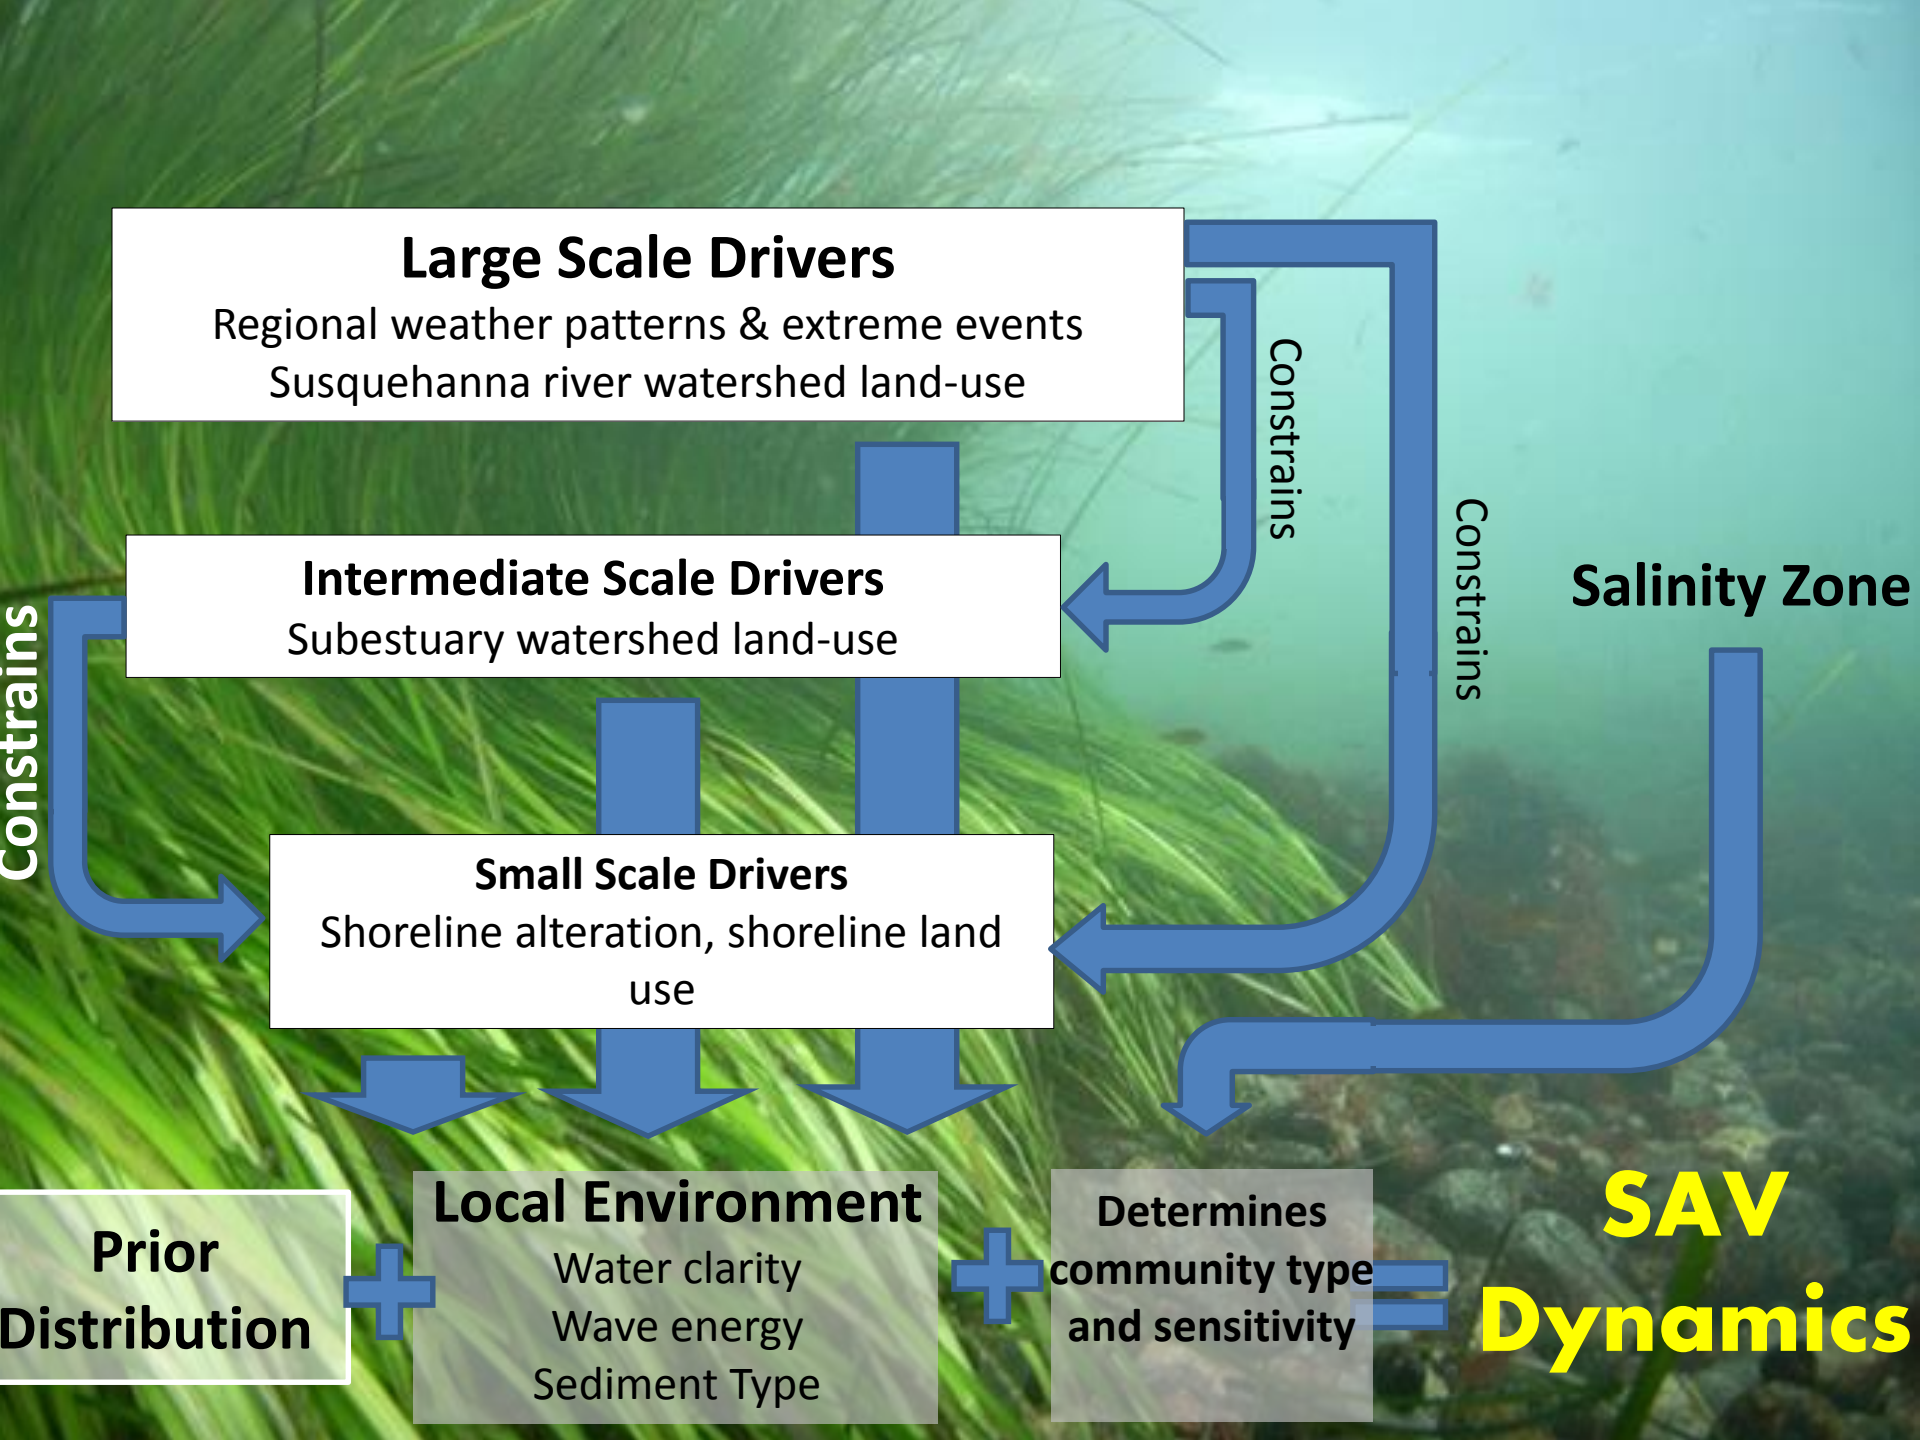 Large Scale Drivers
Regional weather patterns & extreme events
Susquehanna river watershed land-use
Constrains
Constrains
Intermediate Scale Drivers
Subestuary watershed land-use
Salinity Zone
Constrains
Small Scale Drivers
Shoreline alteration, shoreline land
use
Prior
Distribution
Local Environment
Water clarity
Wave energy
Sediment Type
Determines
community type
and sensitivity
SAV
Dynamics